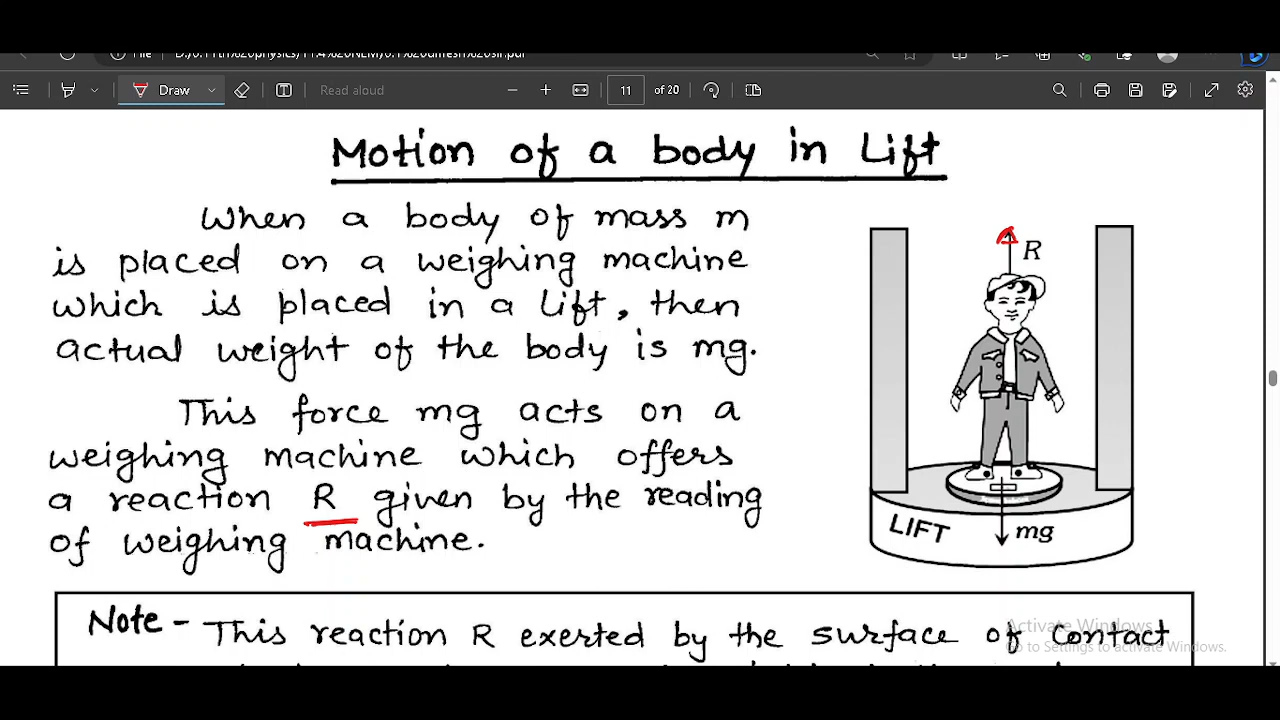 File
Draw
Read aloud
11
of 20
Motion of a body in Lift
When a body of mass m
is placed on a weighing machine
which is placed in a Lift, then
actual weight of the body is mg.
This force mg acts on a
weighing machine which offers
a reaction R given by the reading
of weighing machine.
R
LIFT
mg
Note - This reaction R exerted by the surface of contact
Activate Windows
Go to Settings to activate Windows.